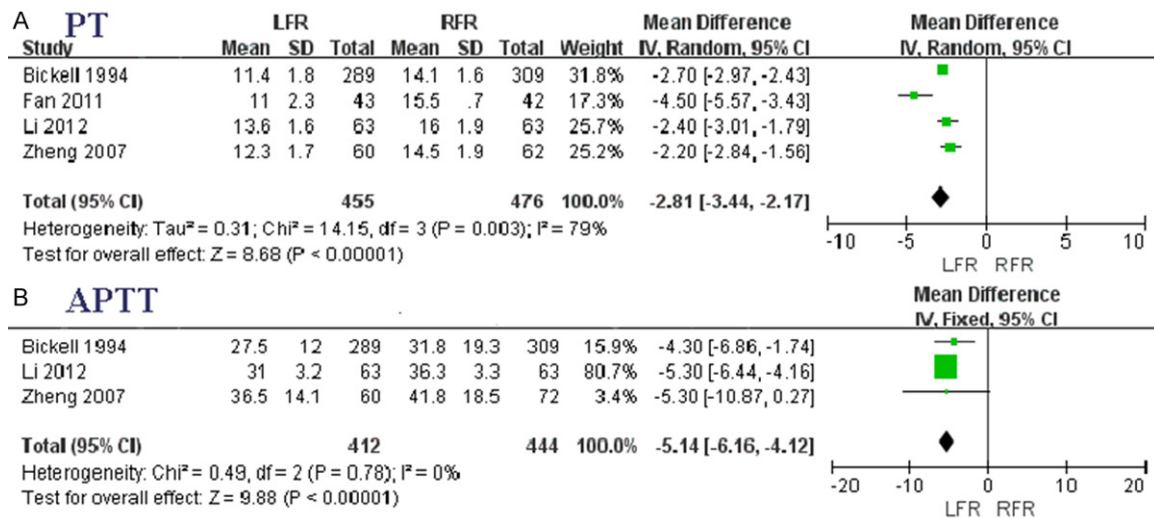 A PT LFR RFR Mean Difference Mean Difference
Study Mean SD Total Mean SD Total Weight IV, Random, 95% CI IV, Random, 95% CI
Bickell 1994 11.4 1.8 289 14.1 1.6 309 31.8% -2.70 [-2.97, -2.43]
Fan 2011 11 2.3 43 15.5 .7 42 17.3% -4.50 [-5.57, -3.43]
Li 2012 13.6 1.6 63 16 1.9 63 25.7% -2.40 [-3.01, -1.79]
Zheng 2007 12.3 1.7 60 14.5 1.9 62 25.2% -2.20 [-2.84, -1.56]
Total (95% CI) 455 476 100.0% -2.81 [-3.44, -2.17]
Heterogeneity: Tau² = 0.31; Chi² = 14.15, df = 3 (P = 0.003); I² = 79%
Test for overall effect: Z = 8.68 (P < 0.00001)
-10 -5 0 5 10
LFR RFR
B APTT Mean Difference
IV, Fixed, 95% CI
Bickell 1994 27.5 12 289 31.8 19.3 309 15.9% -4.30 [-6.86, -1.74]
Li 2012 31 3.2 63 36.3 3.3 63 80.7% -5.30 [-6.44, -4.16]
Zheng 2007 36.5 14.1 60 41.8 18.5 72 3.4% -5.30 [-10.87, 0.27]
Total (95% CI) 412 444 100.0% -5.14 [-6.16, -4.12]
Heterogeneity: Chi² = 0.49, df = 2 (P = 0.78); I² = 0%
Test for overall effect: Z = 9.88 (P < 0.00001)
-20 -10 0 10 20
LFR RFR